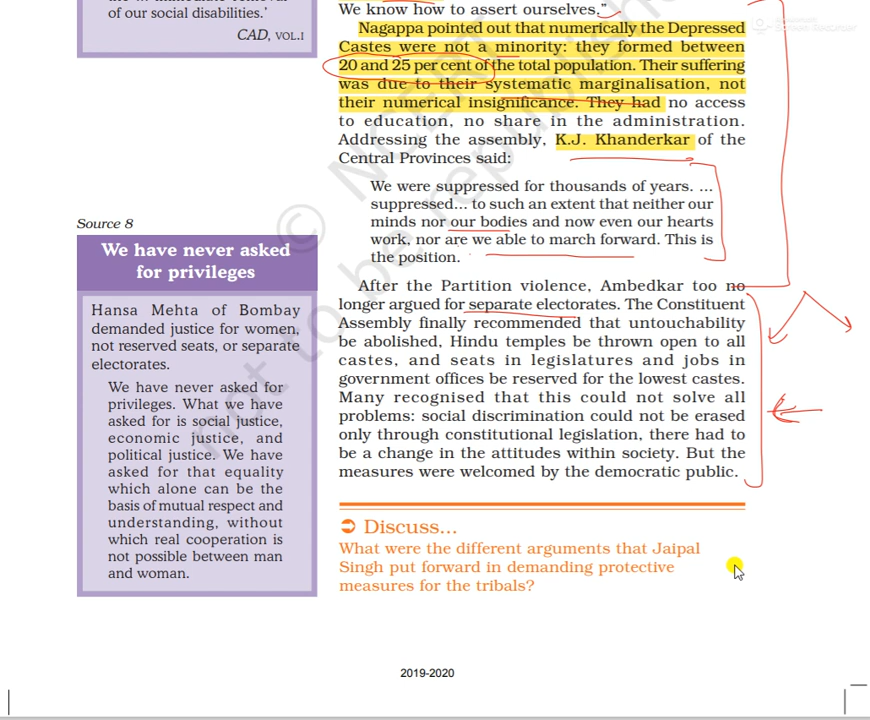 of our social disabilities.'
CAD, VOL.I
Source 8
We have never asked
for privileges
Hansa Mehta of Bombay
demanded justice for women,
not reserved seats, or separate
electorates.
We have never asked for
privileges. What we have
asked for is social justice,
economic justice, and
political justice. We have
asked for that equality
which alone can be the
basis of mutual respect and
understanding, without
which real cooperation is
not possible between man
and woman.
We know how to assert ourselves."
Nagappa pointed out that numerically the Depressed
Castes were not a minority: they formed between
20 and 25 per cent of the total population. Their suffering
was due to their systematic marginalisation, not
their numerical insignificance. They had no access
to education, no share in the administration.
Addressing the assembly, K.J. Khanderkar of the
Central Provinces said:
We were suppressed for thousands of years. ...
suppressed... to such an extent that neither our
minds nor our bodies and now even our hearts
work, nor are we able to march forward. This is
the position.
After the Partition violence, Ambedkar too no
longer argued for separate electorates. The Constituent
Assembly finally recommended that untouchability
be abolished, Hindu temples be thrown open to all
castes, and seats in legislatures and jobs in
government offices be reserved for the lowest castes.
Many recognised that this could not solve all
problems: social discrimination could not be erased
only through constitutional legislation, there had to
be a change in the attitudes within society. But the
measures were welcomed by the democratic public.
Discuss...
What were the different arguments that Jaipal
Singh put forward in demanding protective
measures for the tribals?
2019-2020
© NCERT
not to be republished